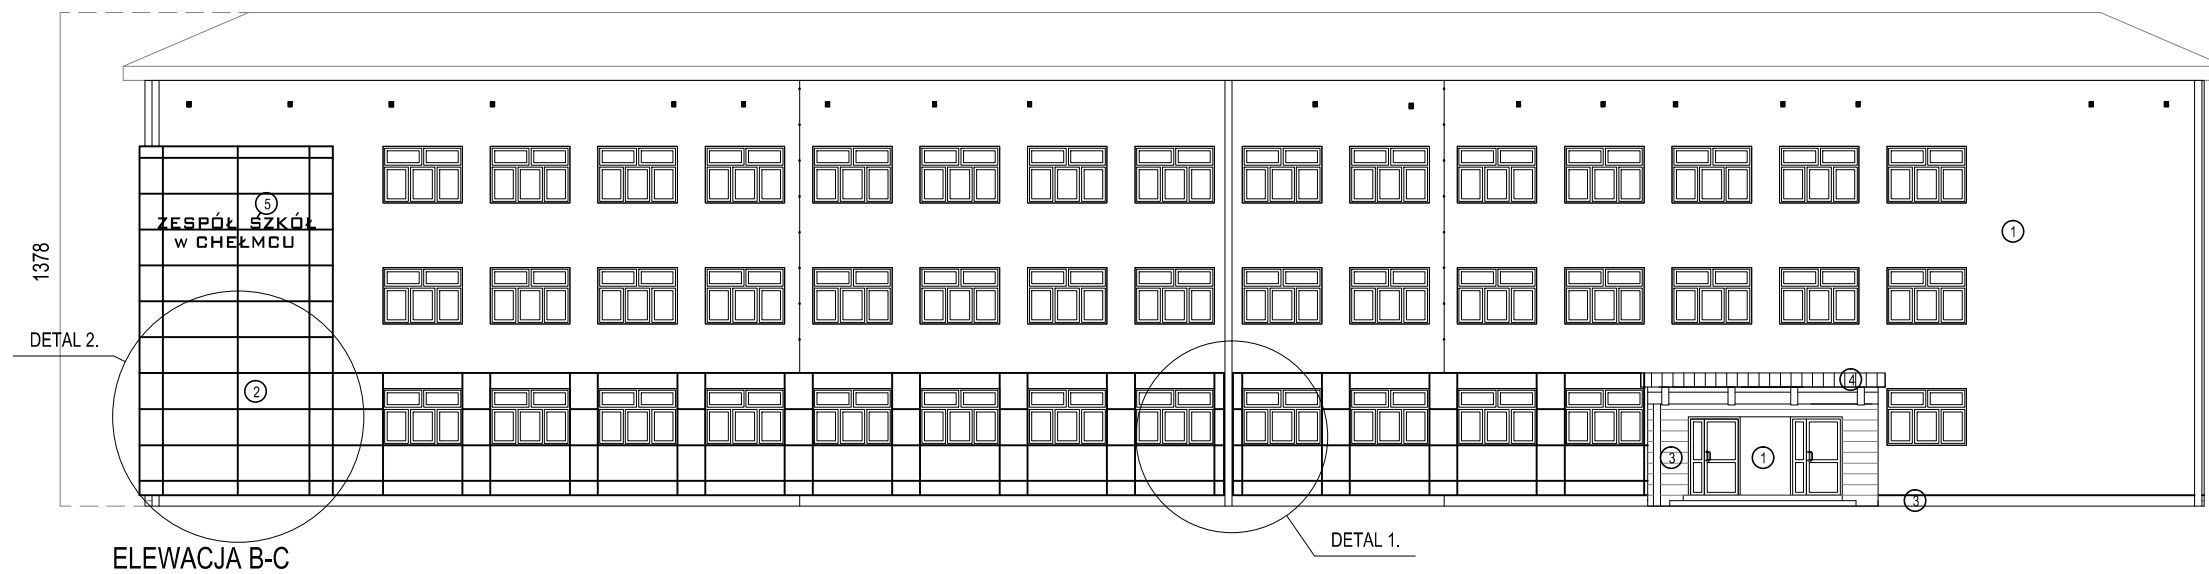 5
ZESPÓŁ SZKÓŁ
w CHEŁMCU
1
1378
DETAL 2.
2
4
3
1
3
DETAL 1.
ELEWACJA B-C